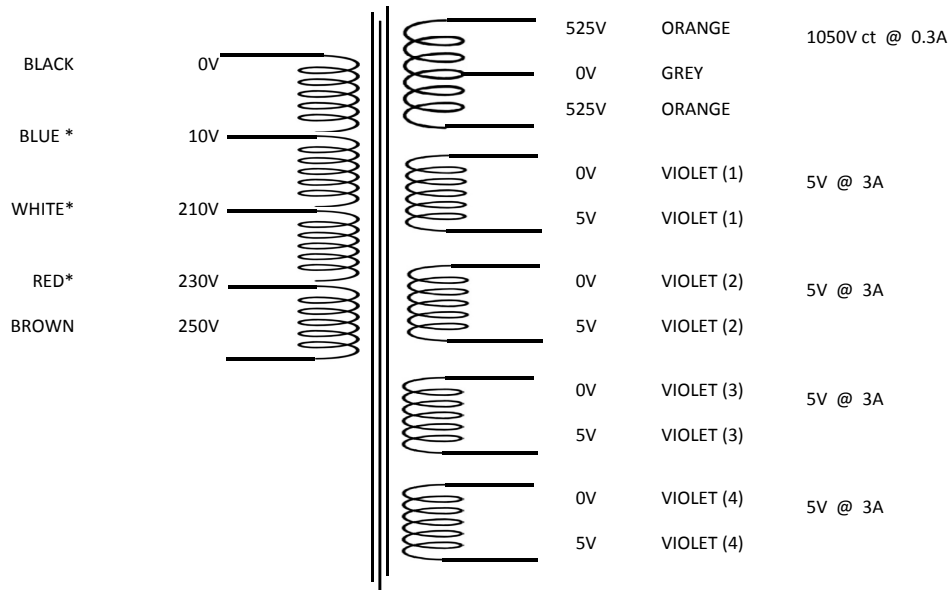 BLACK 0V
BLUE * 10V
WHITE* 210V
RED* 230V
BROWN 250V
525V ORANGE 1050V ct @ 0.3A
0V GREY
525V ORANGE
0V VIOLET (1)
5V @ 3A
5V VIOLET (1)
0V VIOLET (2)
5V @ 3A
5V VIOLET (2)
0V VIOLET (3)
5V @ 3A
5V VIOLET (3)
0V VIOLET (4)
5V @ 3A
5V VIOLET (4)